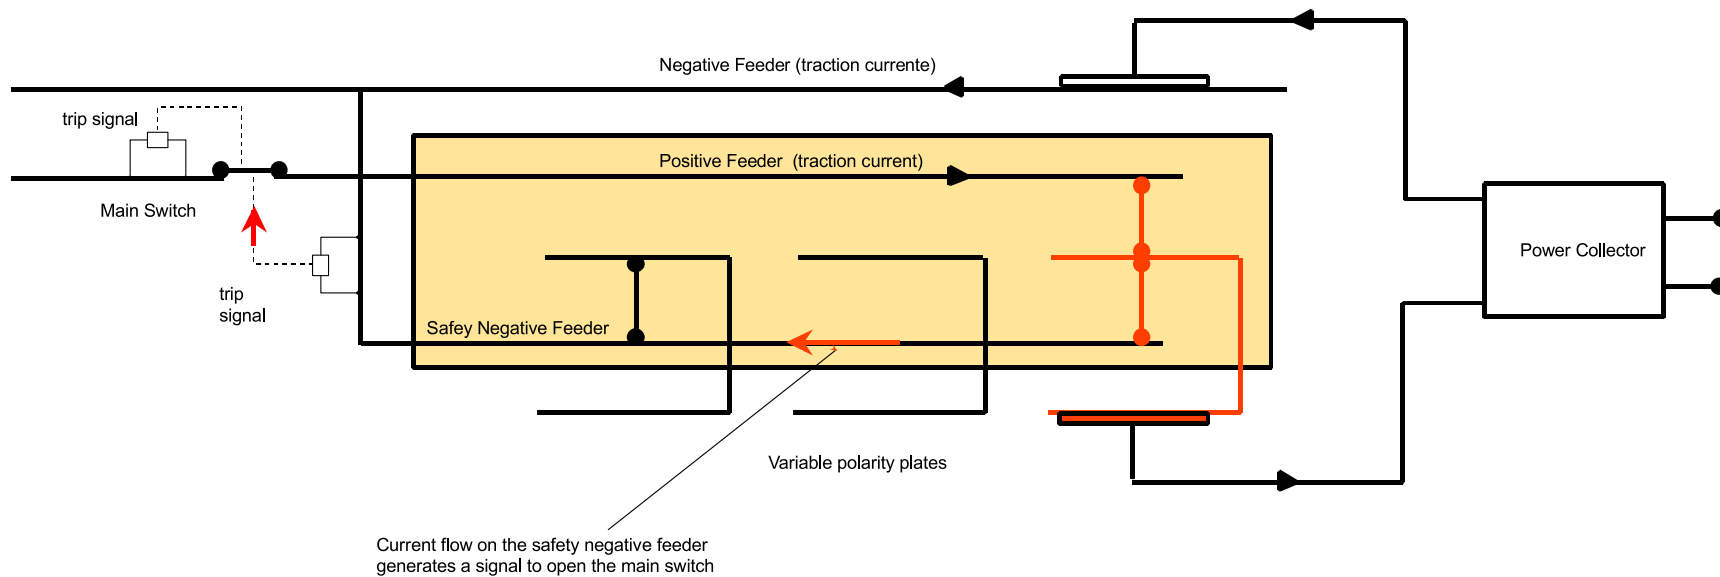 Negative Feeder (traction currente)
trip signal
Positive Feeder  (traction current)
Main Switch
Power Collector
trip
signal
Safey Negative Feeder
Variable polarity plates
Current flow on the safety negative feeder
generates a signal to open the main switch